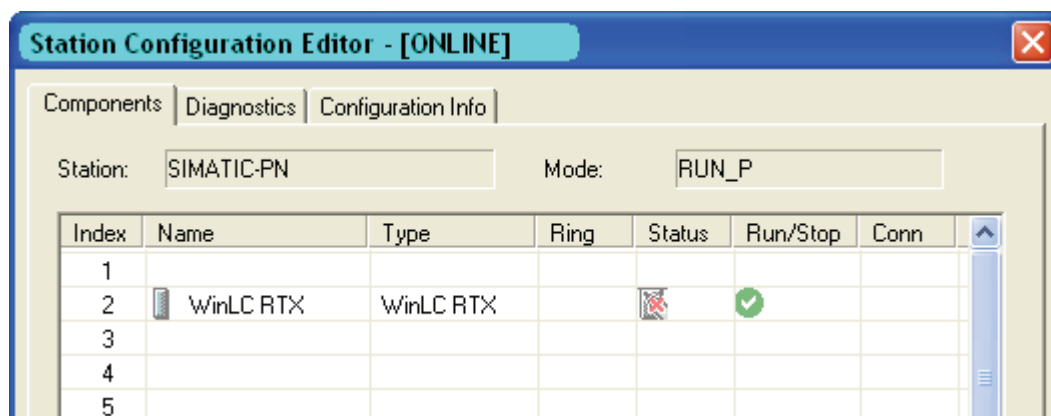 Station Configuration Editor - [ONLINE]
Components Diagnostics Configuration Info
Station: SIMATIC-PN Mode: RUN_P
Index Name Type Ring Status Run/Stop Conn
1
2 WinLC RTX WinLC RTX
3
4
5